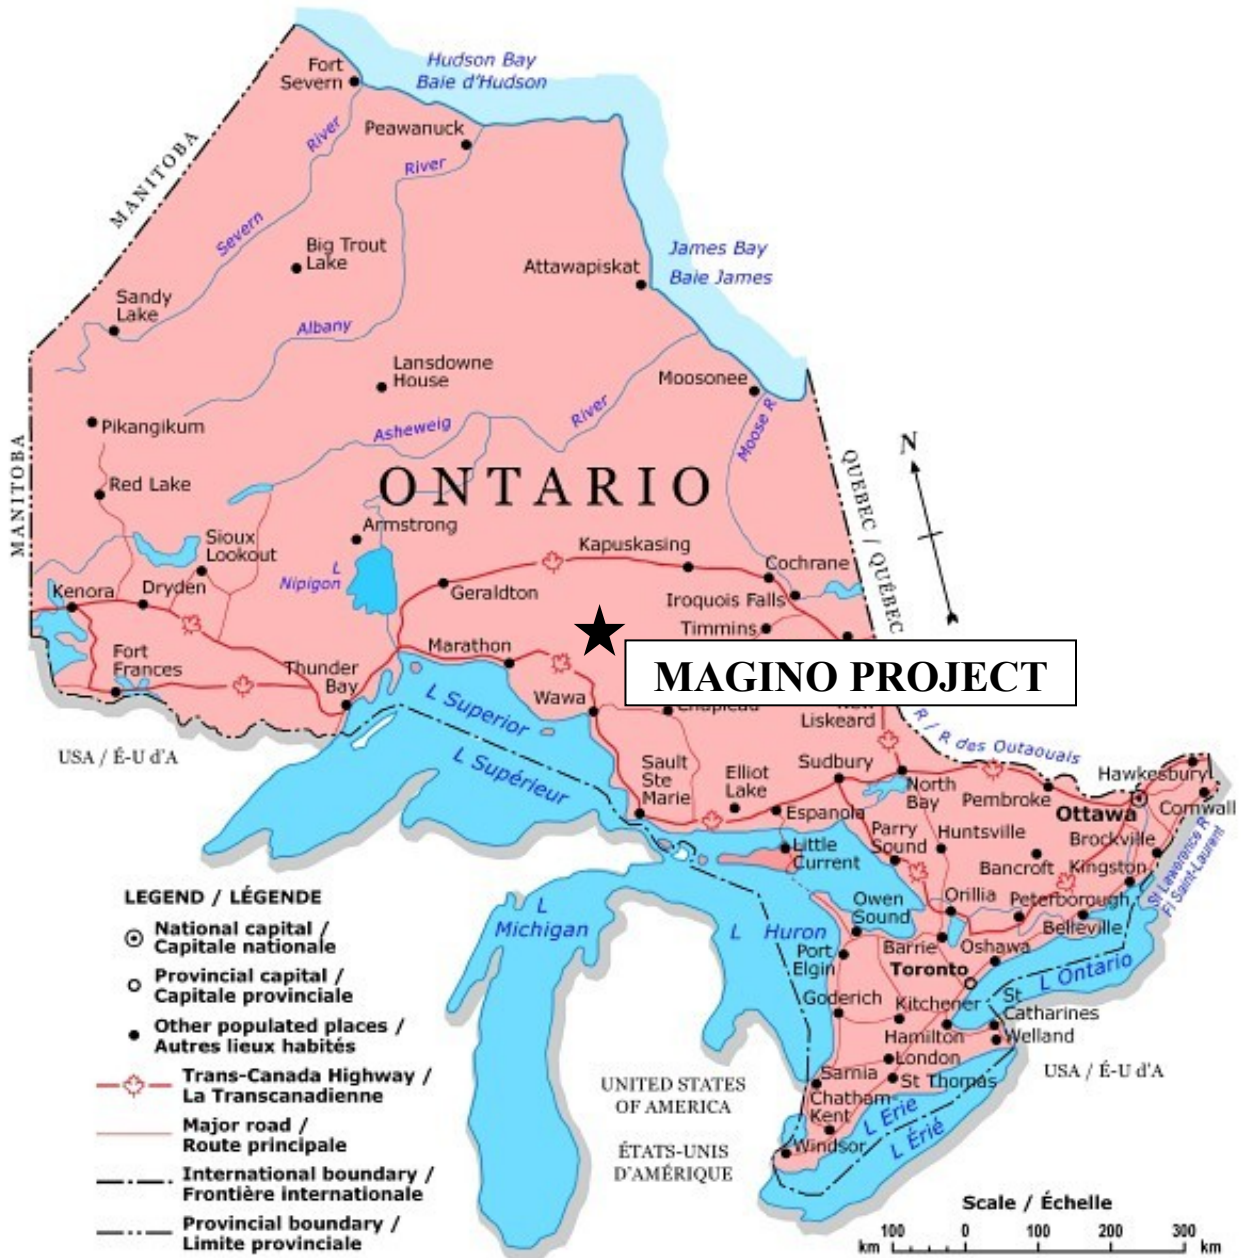 Hudson Bay
Baie d'Hudson
Fort
Severn
Peawanuck
River
River
MANITOBA
Severn
Big Trout
Lake
James Bay
Baie James
Attawapiskat
Sandy
Lake
Albany
Lansdowne
House
Moosonee
River
Moose R
Pikangikum
Asheweig
MANITOBA
N
QUEBEC / QUÉBEC
ONTARIO
Red Lake
Armstrong
Sioux
Lookout
Kapuskasing
Cochrane
L
Nipigon
Kenora
Dryden
Geraldton
Iroquois Falls
Timmins
Fort
Frances
Marathon
MAGINO PROJECT
Thunder
Bay
Wawa
Chapleau
L Superior
L Supérieur
Liskeard
R / R des Outaouais
USA / É-U d'A
Sault
Ste
Marie
Elliot
Lake
Sudbury
North
Bay
Pembroke
Hawkesbury
Ottawa
Cornwall
Espanola
Parry
Sound
Huntsville
Brockville
Little
Current
Bancroft
Kingston
St Lawerence R
Fl Saint-Laurent
Owen
Sound
Orillia
Peterborough
Belleville
L
Michigan
L Huron
Port
Elgin
Barrie
Oshawa
Toronto
L Ontario
Goderich
Kitchener
St
Catharines
Hamilton
Welland
London
Sarnia
St Thomas
USA / É-U d'A
Chatham-
Kent
L Erie
L Érié
Windsor
UNITED STATES
OF AMERICA
ÉTATS-UNIS
D'AMÉRIQUE
LEGEND / LÉGENDE
National capital /
Capitale nationale
Provincial capital /
Capitale provinciale
Other populated places /
Autres lieux habités
Trans-Canada Highway /
La Transcanadienne
Major road /
Route principale
International boundary /
Frontière internationale
Provincial boundary /
Limite provinciale
Scale / Échelle
100 0 100 200 300
km km